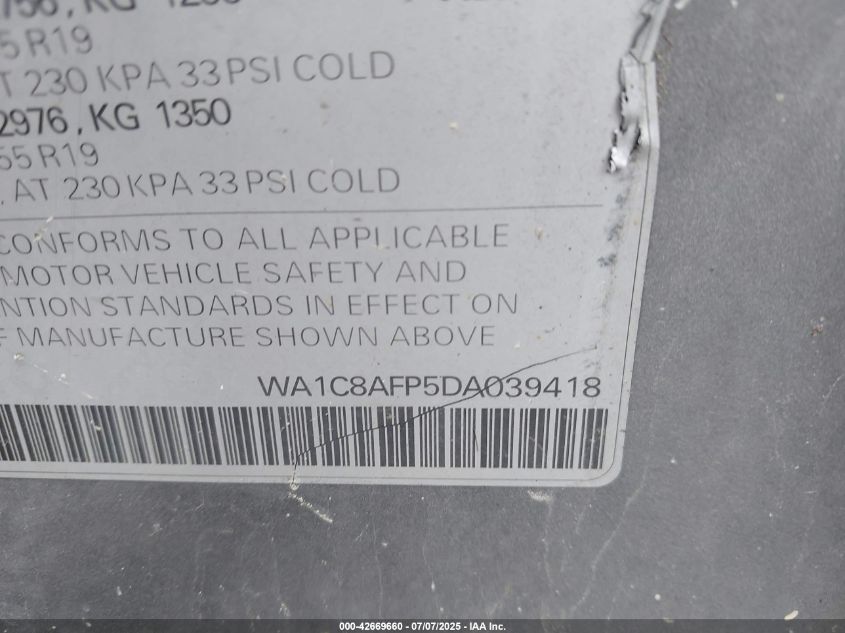 756, KG
5 R19
T 230 KPA 33 PSI COLD
2976, KG 1350
55 R19
, AT 230 KPA 33 PSI COLD
CONFORMS TO ALL APPLICABLE
MOTOR VEHICLE SAFETY AND
NTION STANDARDS IN EFFECT ON
F MANUFACTURE SHOWN ABOVE
WA1C8AFP5DA039418
000-42669660 - 07/07/2025 - IAA Inc.